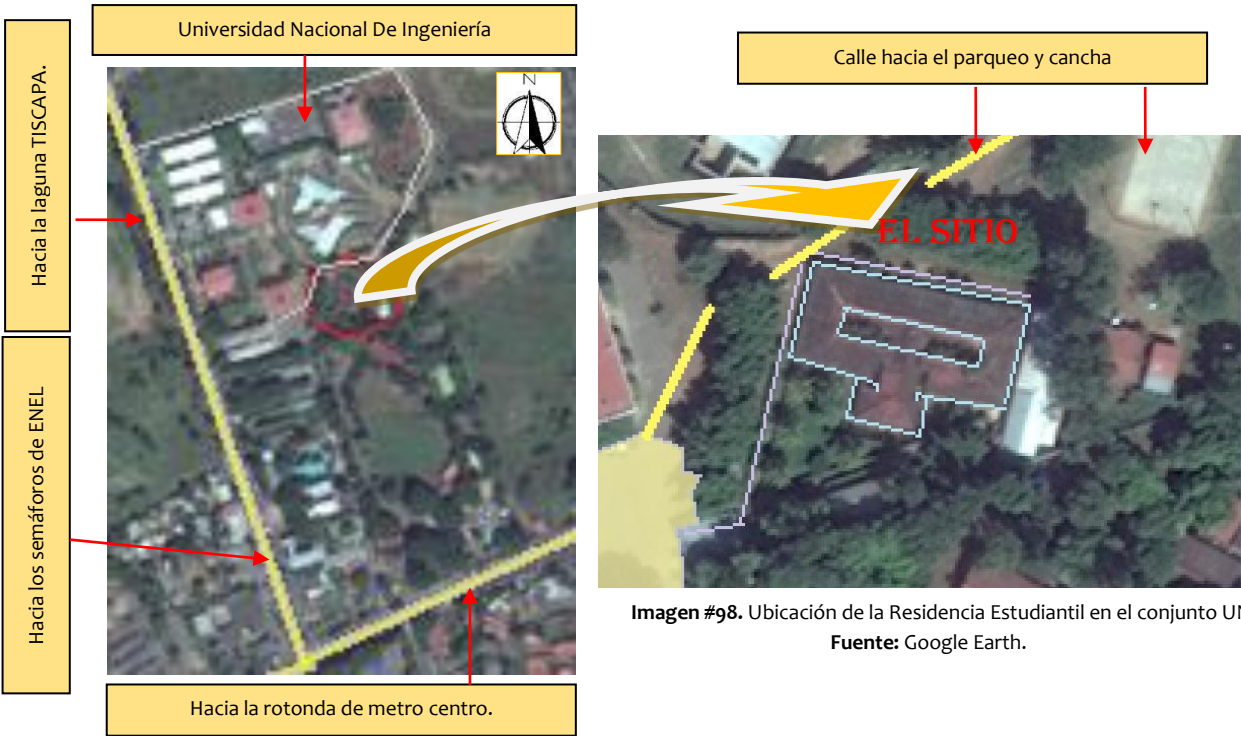 Universidad Nacional De Ingeniería
Calle hacia el parqueo y cancha
Hacia la laguna TISCAPA.
N
EL SITIO
Hacia los semáforos de ENEL
Imagen #98. Ubicación de la Residencia Estudiantil en el conjunto UN
Fuente: Google Earth.
Hacia la rotonda de metro centro.